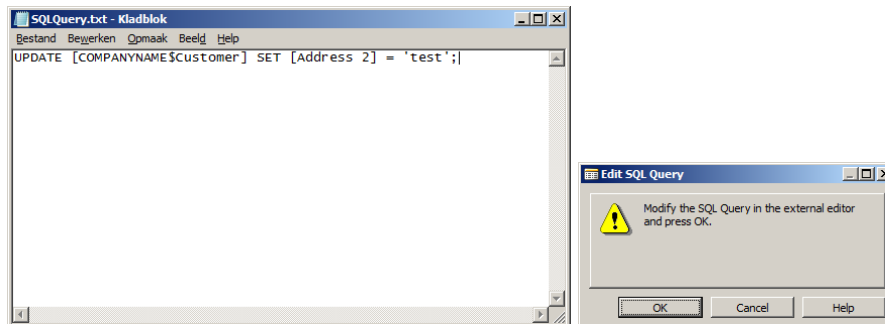 SQLQuery.txt - Kladblok
Bestand Bewerken Opmaak Beeld Help
UPDATE [COMPANYNAME$Customer] SET [Address 2] = 'test';
Edit SQL Query
Modify the SQL Query in the external editor
and press OK.
OK Cancel Help